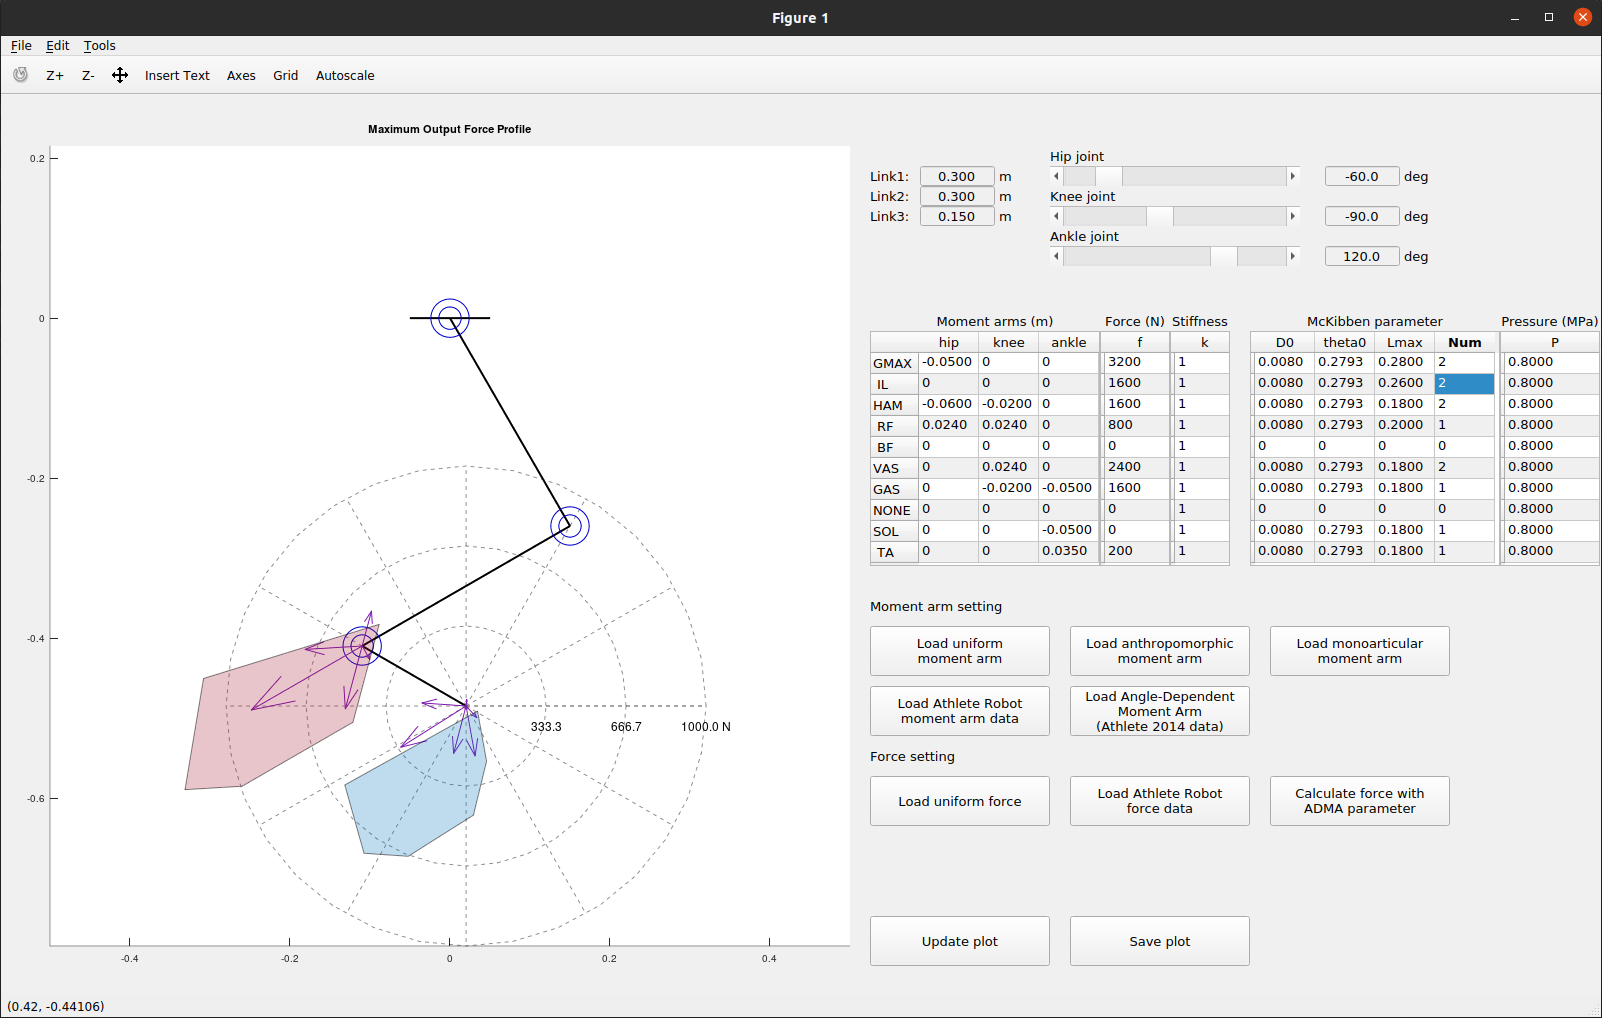 Figure 1
File Edit Tools
Z+ Z- Insert Text Axes Grid Autoscale
Maximum Output Force Profile
0.2
0
-0.2
-0.4
-0.6
-0.4 -0.2 0 0.2 0.4
333.3 666.7 1000.0 N
Hip joint
Link1: 0.300 m -60.0 deg
Knee joint
Link2: 0.300 m
Link3: 0.150 m -90.0 deg
Ankle joint
120.0 deg
Moment arms (m) Force (N) Stiffness McKibben parameter Pressure (MPa)
hip knee ankle f k D0 theta0 Lmax Num P
GMAX -0.0500 0 0 3200 1 0.0080 0.2793 0.2800 2 0.8000
IL 0 0 0 1600 1 0.0080 0.2793 0.2600 2 0.8000
HAM -0.0600 -0.0200 0 1600 1 0.0080 0.2793 0.1800 2 0.8000
RF 0.0240 0.0240 0 800 1 0.0080 0.2793 0.2000 1 0.8000
BF 0 0 0 0 1 0 0 0 0 0.8000
VAS 0 0.0240 0 2400 1 0.0080 0.2793 0.1800 2 0.8000
GAS 0 -0.0200 -0.0500 1600 1 0.0080 0.2793 0.1800 1 0.8000
NONE 0 0 0 0 1 0 0 0 0 0.8000
SOL 0 0 -0.0500 0 1 0.0080 0.2793 0.1800 1 0.8000
TA 0 0 0.0350 200 1 0.0080 0.2793 0.1800 1 0.8000
Moment arm setting
Load uniform
moment arm
Load anthropomorphic
moment arm
Load monoarticular
moment arm
Load Athlete Robot
moment arm data
Load Angle-Dependent
Moment Arm
(Athlete 2014 data)
Force setting
Load uniform force
Load Athlete Robot
force data
Calculate force with
ADMA parameter
Update plot
Save plot
(0.42, -0.44106)